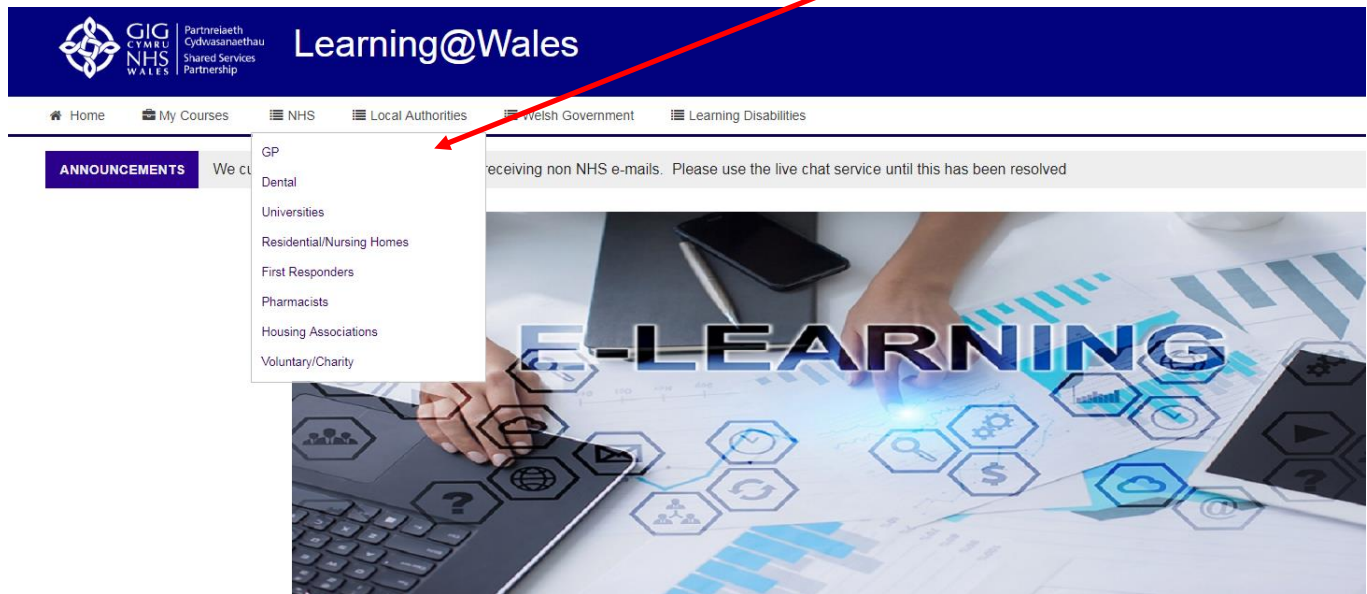 GIG
CYMRU
NHS
WALES
Partneriaeth
Cydwasanaethau
Shared Services
Partnership
Learning@Wales
Home My Courses NHS Local Authorities Welsh Government Learning Disabilities
GP
Dental
Universities
Residential/Nursing Homes
First Responders
Pharmacists
Housing Associations
Voluntary/Charity
ANNOUNCEMENTS We cu receiving non NHS e-mails. Please use the live chat service until this has been resolved
E-LEARNING